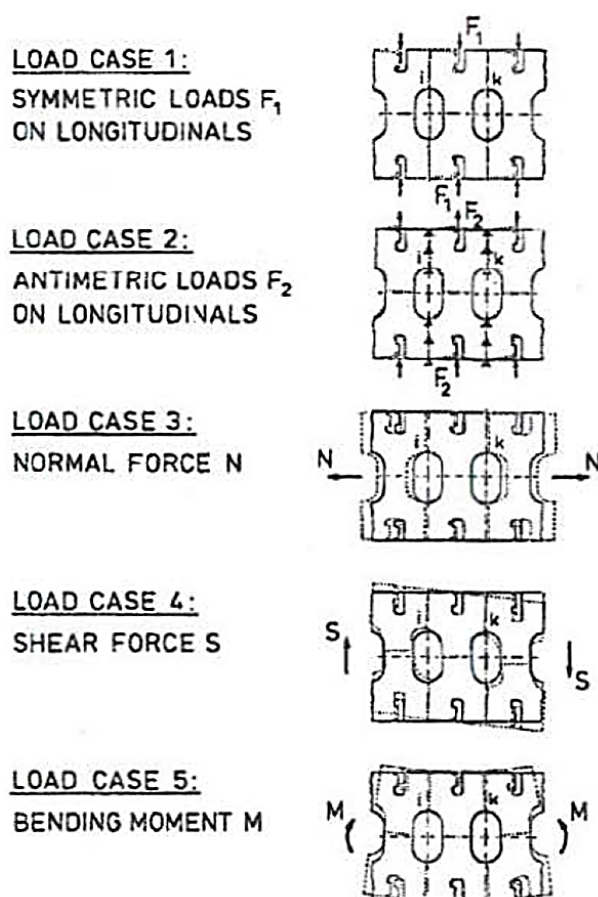 LOAD CASE 1:
SYMMETRIC LOADS F₁
ON LONGITUDINALS
F₁
i
k
F₁
LOAD CASE 2:
ANTIMETRIC LOADS F₂
ON LONGITUDINALS
F₂
i
k
F₂
LOAD CASE 3:
NORMAL FORCE N
N
i
k
N
LOAD CASE 4:
SHEAR FORCE S
S
i
k
S
LOAD CASE 5:
BENDING MOMENT M
M
i
k
M